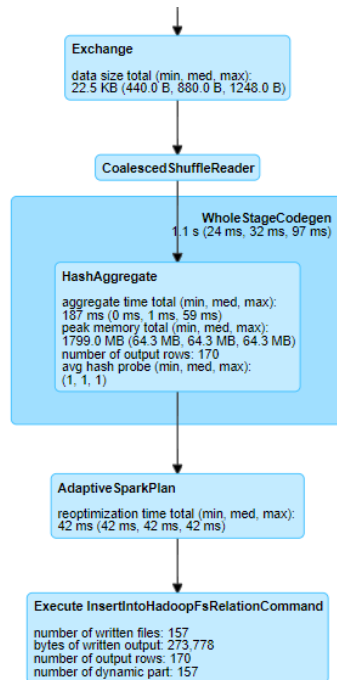 Exchange
data size total (min, med, max):
22.5 KB (440.0 B, 880.0 B, 1248.0 B)
CoalescedShuffleReader
WholeStageCodegen
1.1 s (24 ms, 32 ms, 97 ms)
HashAggregate
aggregate time total (min, med, max):
187 ms (0 ms, 1 ms, 59 ms)
peak memory total (min, med, max):
1799.0 MB (64.3 MB, 64.3 MB, 64.3 MB)
number of output rows: 170
avg hash probe (min, med, max):
(1, 1, 1)
AdaptiveSparkPlan
reoptimization time total (min, med, max):
42 ms (42 ms, 42 ms, 42 ms)
Execute InsertIntoHadoopFsRelationCommand
number of written files: 157
bytes of written output: 273,778
number of output rows: 170
number of dynamic part: 157